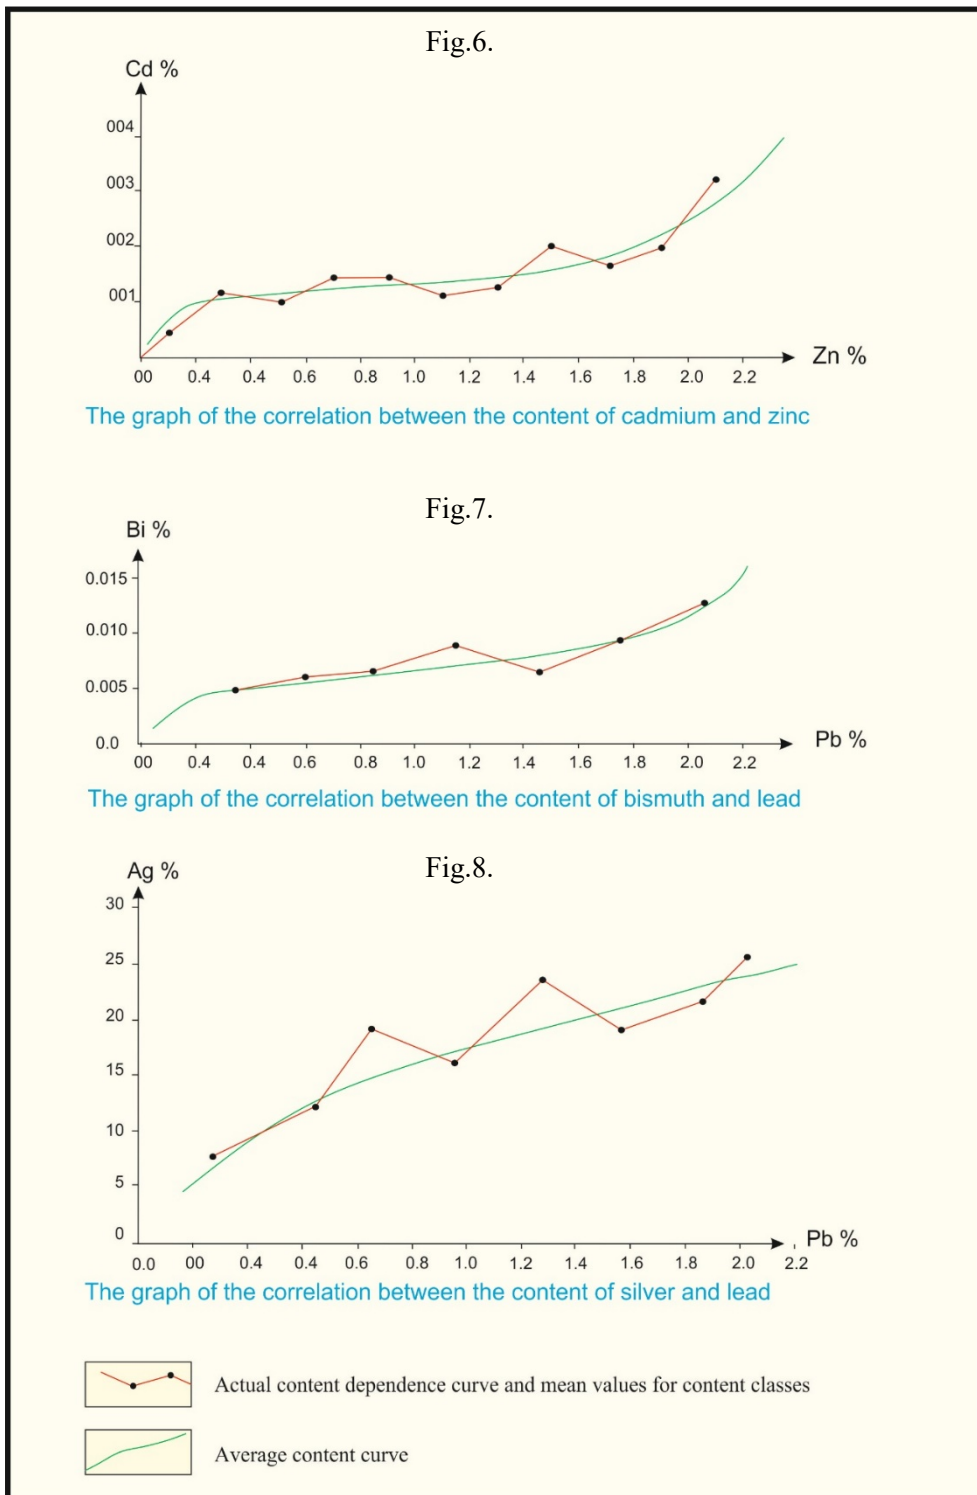 Fig.6.
Cd %
004
003
002
001
Zn %
00 0.4 0.4 0.6 0.8 1.0 1.2 1.4 1.6 1.8 2.0 2.2
The graph of the correlation between the content of cadmium and zinc
Fig.7.
Bi %
0.015
0.010
0.005
0.0
Pb %
00 0.4 0.4 0.6 0.8 1.0 1.2 1.4 1.6 1.8 2.0 2.2
The graph of the correlation between the content of bismuth and lead
Fig.8.
Ag %
30
25
20
15
10
5
0
Pb %
0.0 00 0.4 0.4 0.6 0.8 1.0 1.2 1.4 1.6 1.8 2.0 2.2
The graph of the correlation between the content of silver and lead
Actual content dependence curve and mean values for content classes
Average content curve